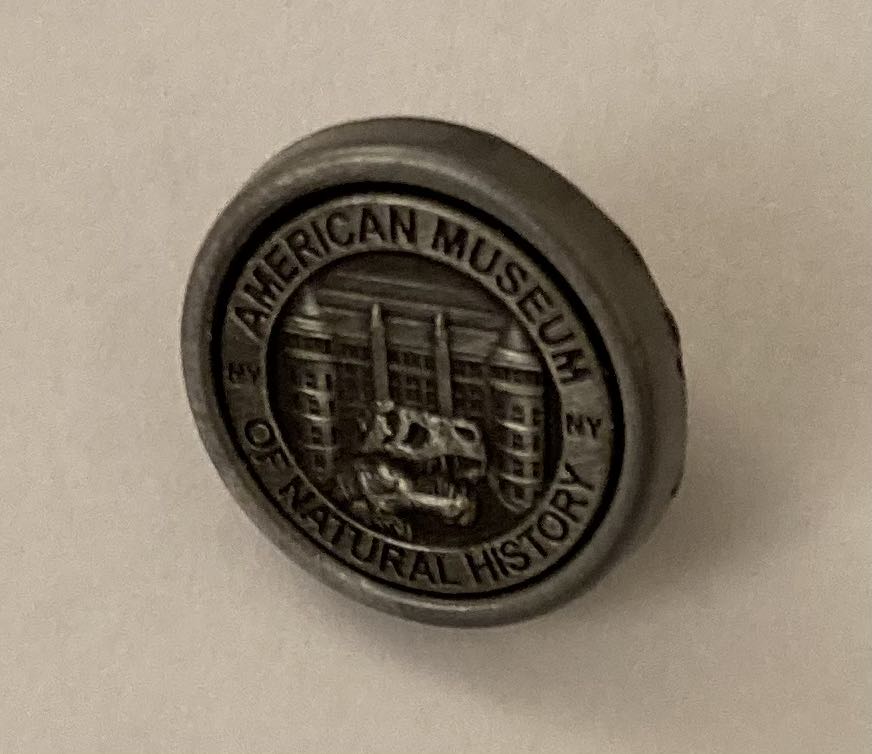 AMERICAN MUSEUM
NY
NY
OF NATURAL HISTORY